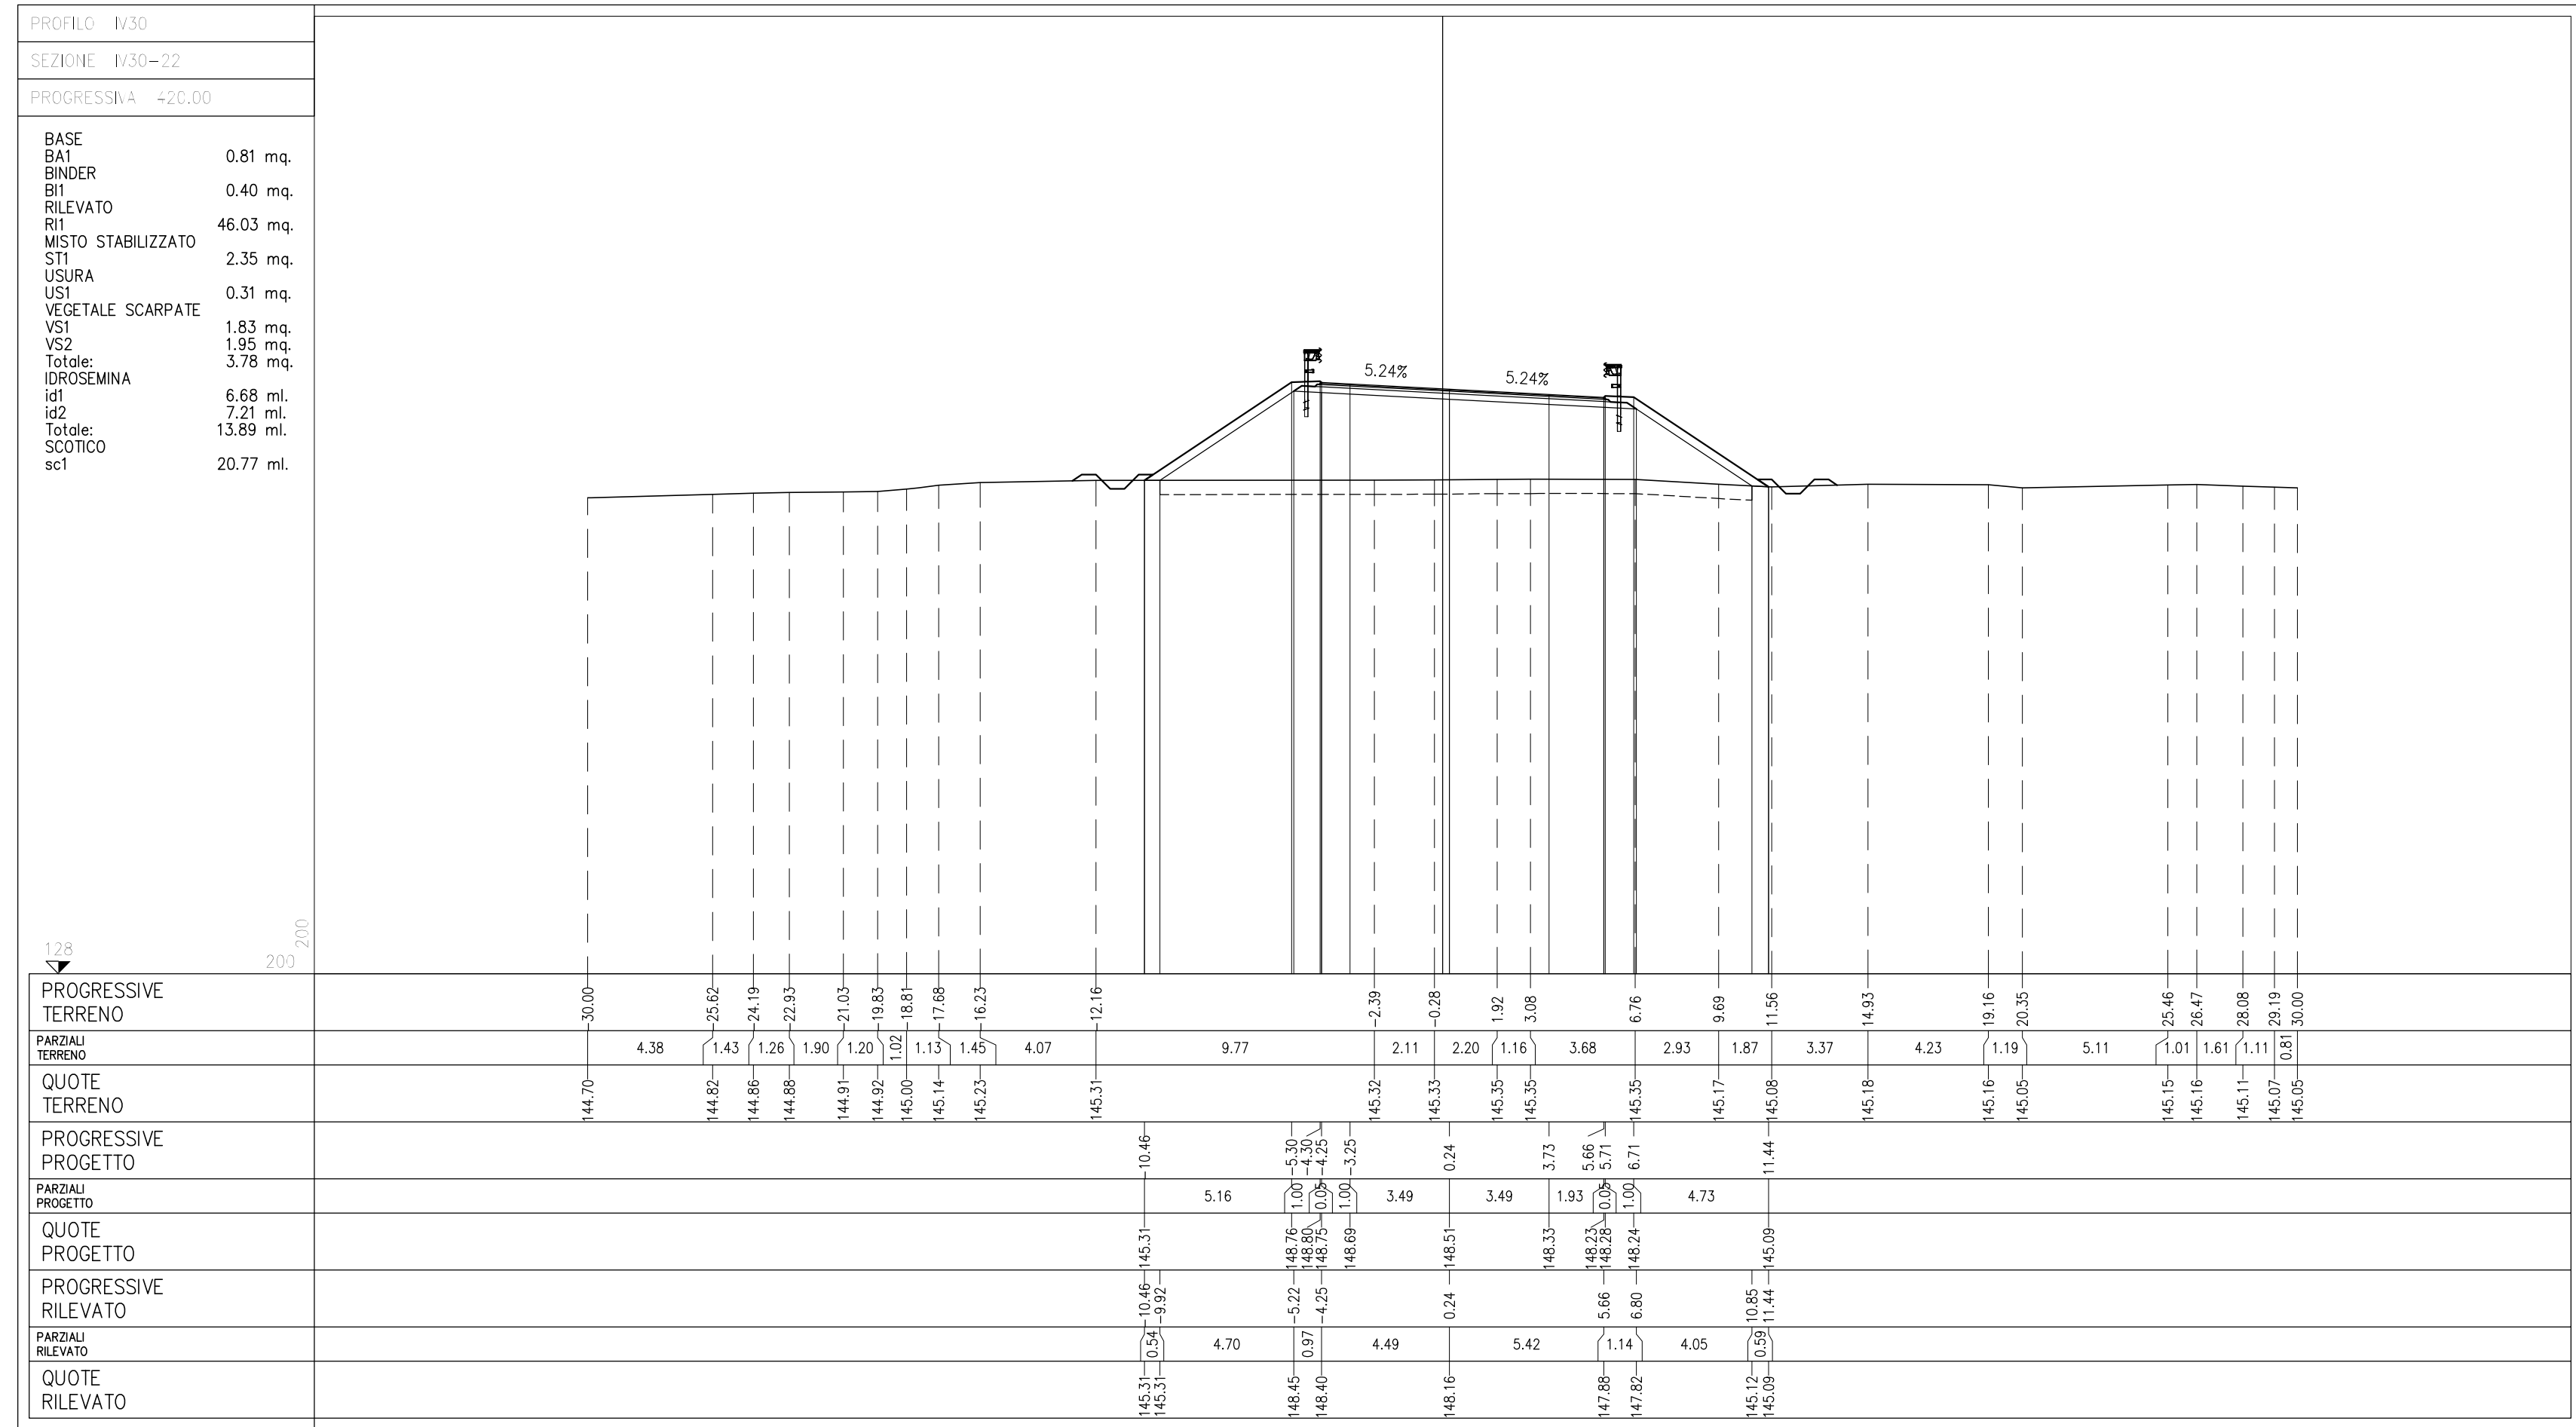 PROFILO IV30
SEZIONE IV30-22
PROGRESSIVA 420.00
BASE
BA1 0.81 mq.
BINDER
BI1 0.40 mq.
RILEVATO
RI1 46.03 mq.
MISTO STABILIZZATO
ST1 2.35 mq.
USURA
US1 0.31 mq.
VEGETALE SCARPATE
VS1 1.83 mq.
VS2 1.95 mq.
Totale: 3.78 mq.
IDROSEMINA
id1 6.68 ml.
id2 7.21 ml.
Totale: 13.89 ml.
SCOTICO
sc1 20.77 ml.
5.24% 5.24%
128 200 200
PROGRESSIVE
TERRENO
-30.00 -25.62 -24.19 -22.93 -21.03 -19.83 -18.81 -17.68 -16.23 -12.16 -2.39 -0.28 1.92 3.08 6.76 9.69 11.56 14.93 19.16 20.35 25.46 26.47 28.08 29.19 30.00
PARZIALI
TERRENO
4.38 1.43 1.26 1.90 1.20 1.02 1.13 1.45 4.07 9.77 2.11 2.20 1.16 3.68 2.93 1.87 3.37 4.23 1.19 5.11 1.01 1.61 1.11 0.81
QUOTE
TERRENO
144.70 144.82 144.86 144.88 144.91 144.92 145.00 145.14 145.23 145.31 145.32 145.33 145.35 145.35 145.35 145.17 145.08 145.18 145.16 145.05 145.15 145.16 145.11 145.07 145.05
PROGRESSIVE
PROGETTO
-10.46 -5.30 -4.30 -4.25 -3.25 0.24 3.73 5.66 5.71 6.71 11.44
PARZIALI
PROGETTO
5.16 1.00 0.05 1.00 3.49 3.49 1.93 0.05 1.00 4.73
QUOTE
PROGETTO
145.31 148.76 148.80 148.75 148.69 148.51 148.33 148.23 148.28 148.24 145.09
PROGRESSIVE
RILEVATO
-10.46 -9.92 -5.22 -4.25 0.24 5.66 6.80 10.85 11.44
PARZIALI
RILEVATO
0.54 4.70 0.97 4.49 5.42 1.14 4.05 0.59
QUOTE
RILEVATO
145.31 145.31 148.45 148.40 148.16 147.88 147.82 145.12 145.09